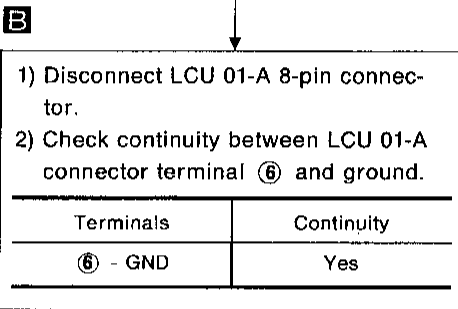 B
1) Disconnect LCU 01-A 8-pin connec-
tor.
2) Check continuity between LCU 01-A
connector terminal ⑥ and ground.
Terminals Continuity
⑥ - GND Yes